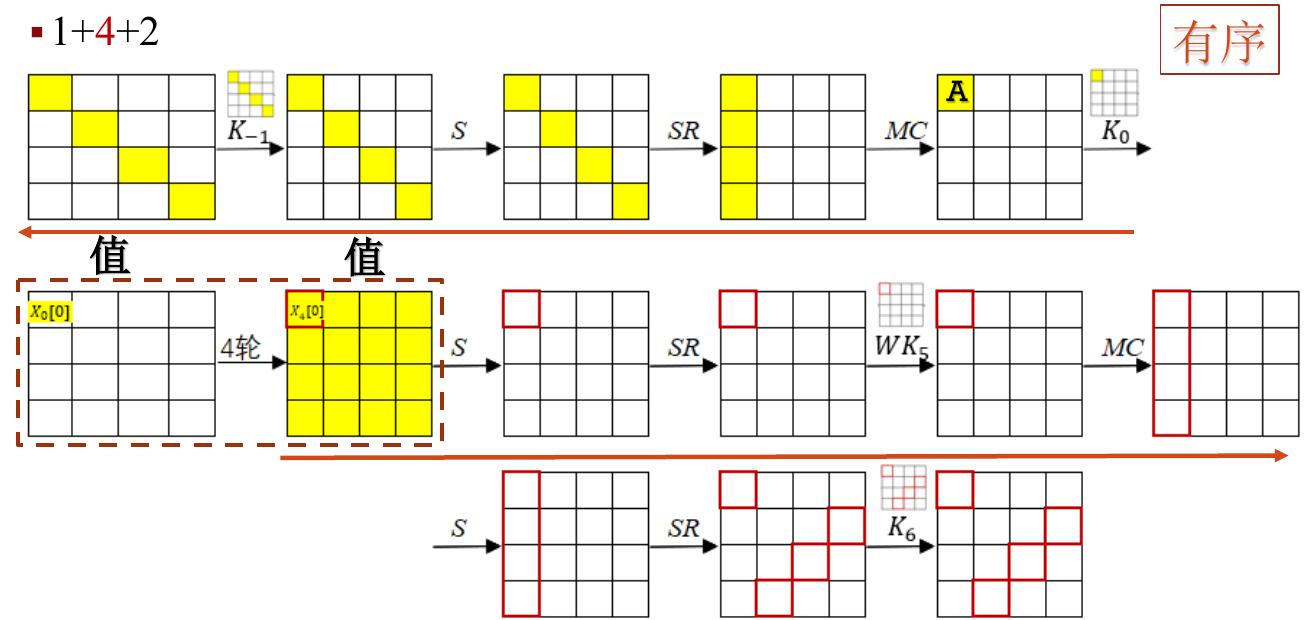 ▪ 1+4+2
有序
K₋₁ S SR MC A K₀
值 值
X₀[0] 4轮 X₄[0] S SR WK₅ MC
S SR K₆